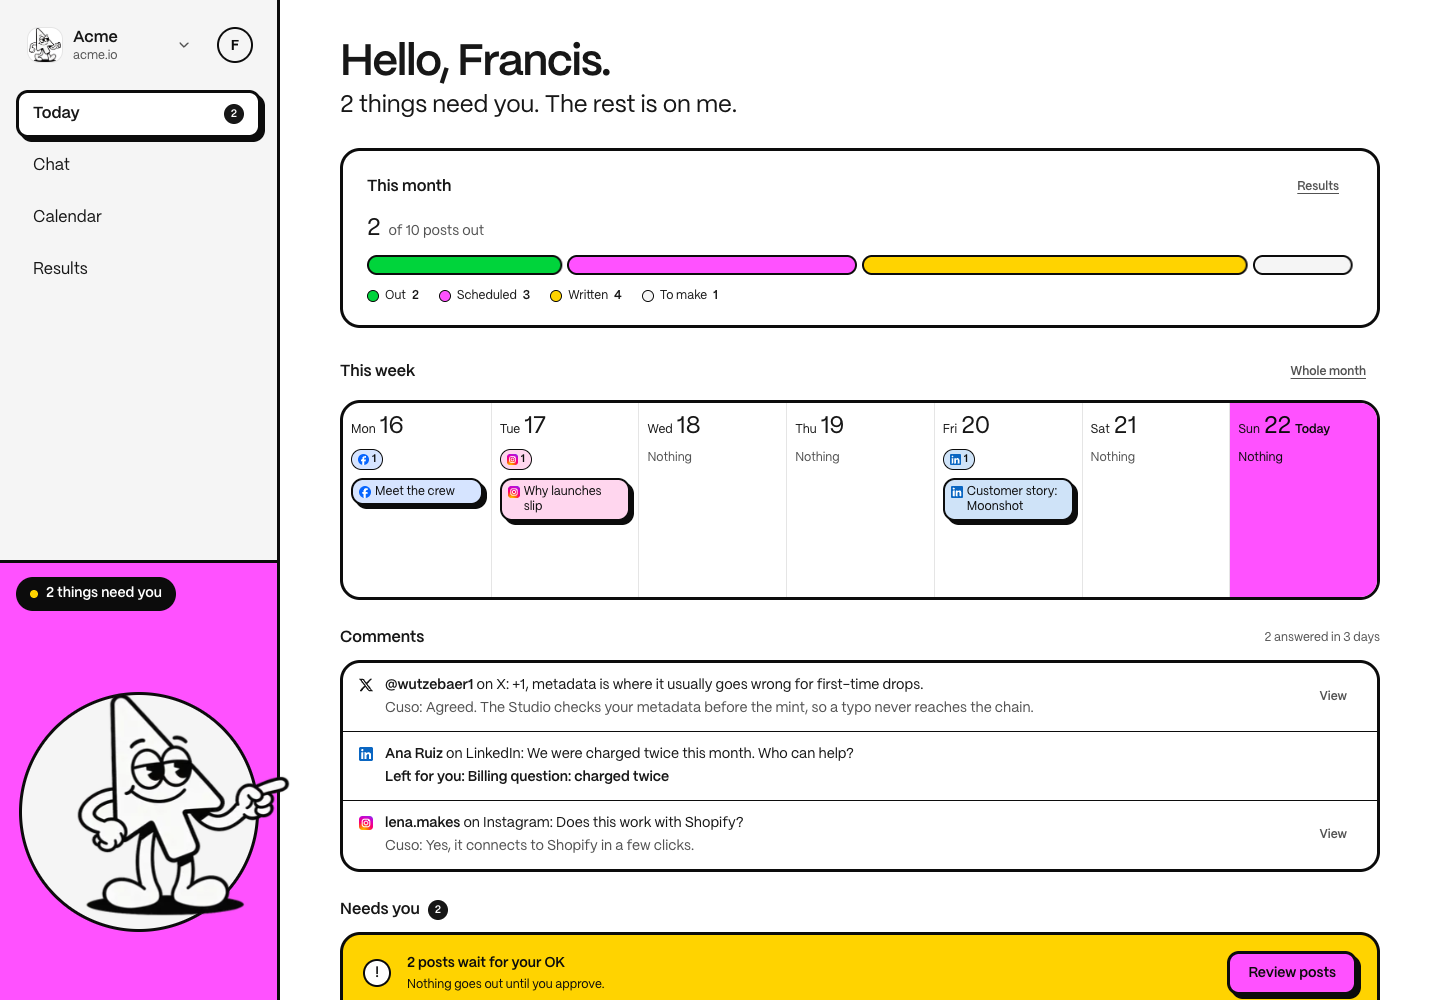 Acme
acme.io
F
Today 2
Chat
Calendar
Results
2 things need you
Hello, Francis.
2 things need you. The rest is on me.
This month
Results
2 of 10 posts out
Out 2 Scheduled 3 Written 4 To make 1
This week
Whole month
Mon 16
1
Meet the crew
Tue 17
1
Why launches
slip
Wed 18
Nothing
Thu 19
Nothing
Fri 20
1
Customer story:
Moonshot
Sat 21
Nothing
Sun 22 Today
Nothing
Comments
2 answered in 3 days
@wutzebaer1 on X: +1, metadata is where it usually goes wrong for first-time drops.
Cuso: Agreed. The Studio checks your metadata before the mint, so a typo never reaches the chain.
View
Ana Ruiz on LinkedIn: We were charged twice this month. Who can help?
Left for you: Billing question: charged twice
lena.makes on Instagram: Does this work with Shopify?
Cuso: Yes, it connects to Shopify in a few clicks.
View
Needs you 2
!
2 posts wait for your OK
Nothing goes out until you approve.
Review posts